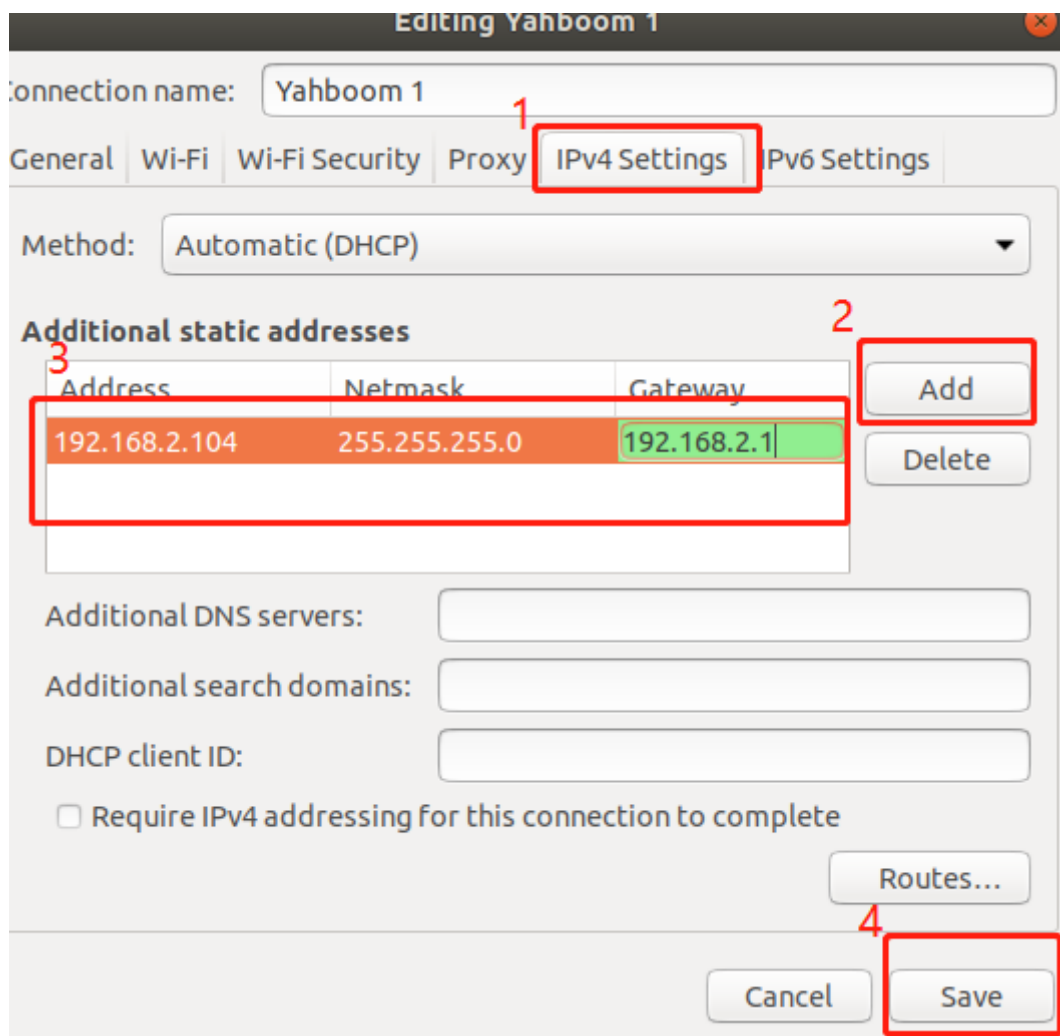 Editing Yahboom 1
Connection name: Yahboom 1
1
General Wi-Fi Wi-Fi Security Proxy IPv4 Settings IPv6 Settings
Method: Automatic (DHCP)
2
Additional static addresses
3
Address Netmask Gateway Add
192.168.2.104 255.255.255.0 192.168.2.1
Delete
Additional DNS servers:
Additional search domains:
DHCP client ID:
Require IPv4 addressing for this connection to complete
Routes...
4
Cancel Save